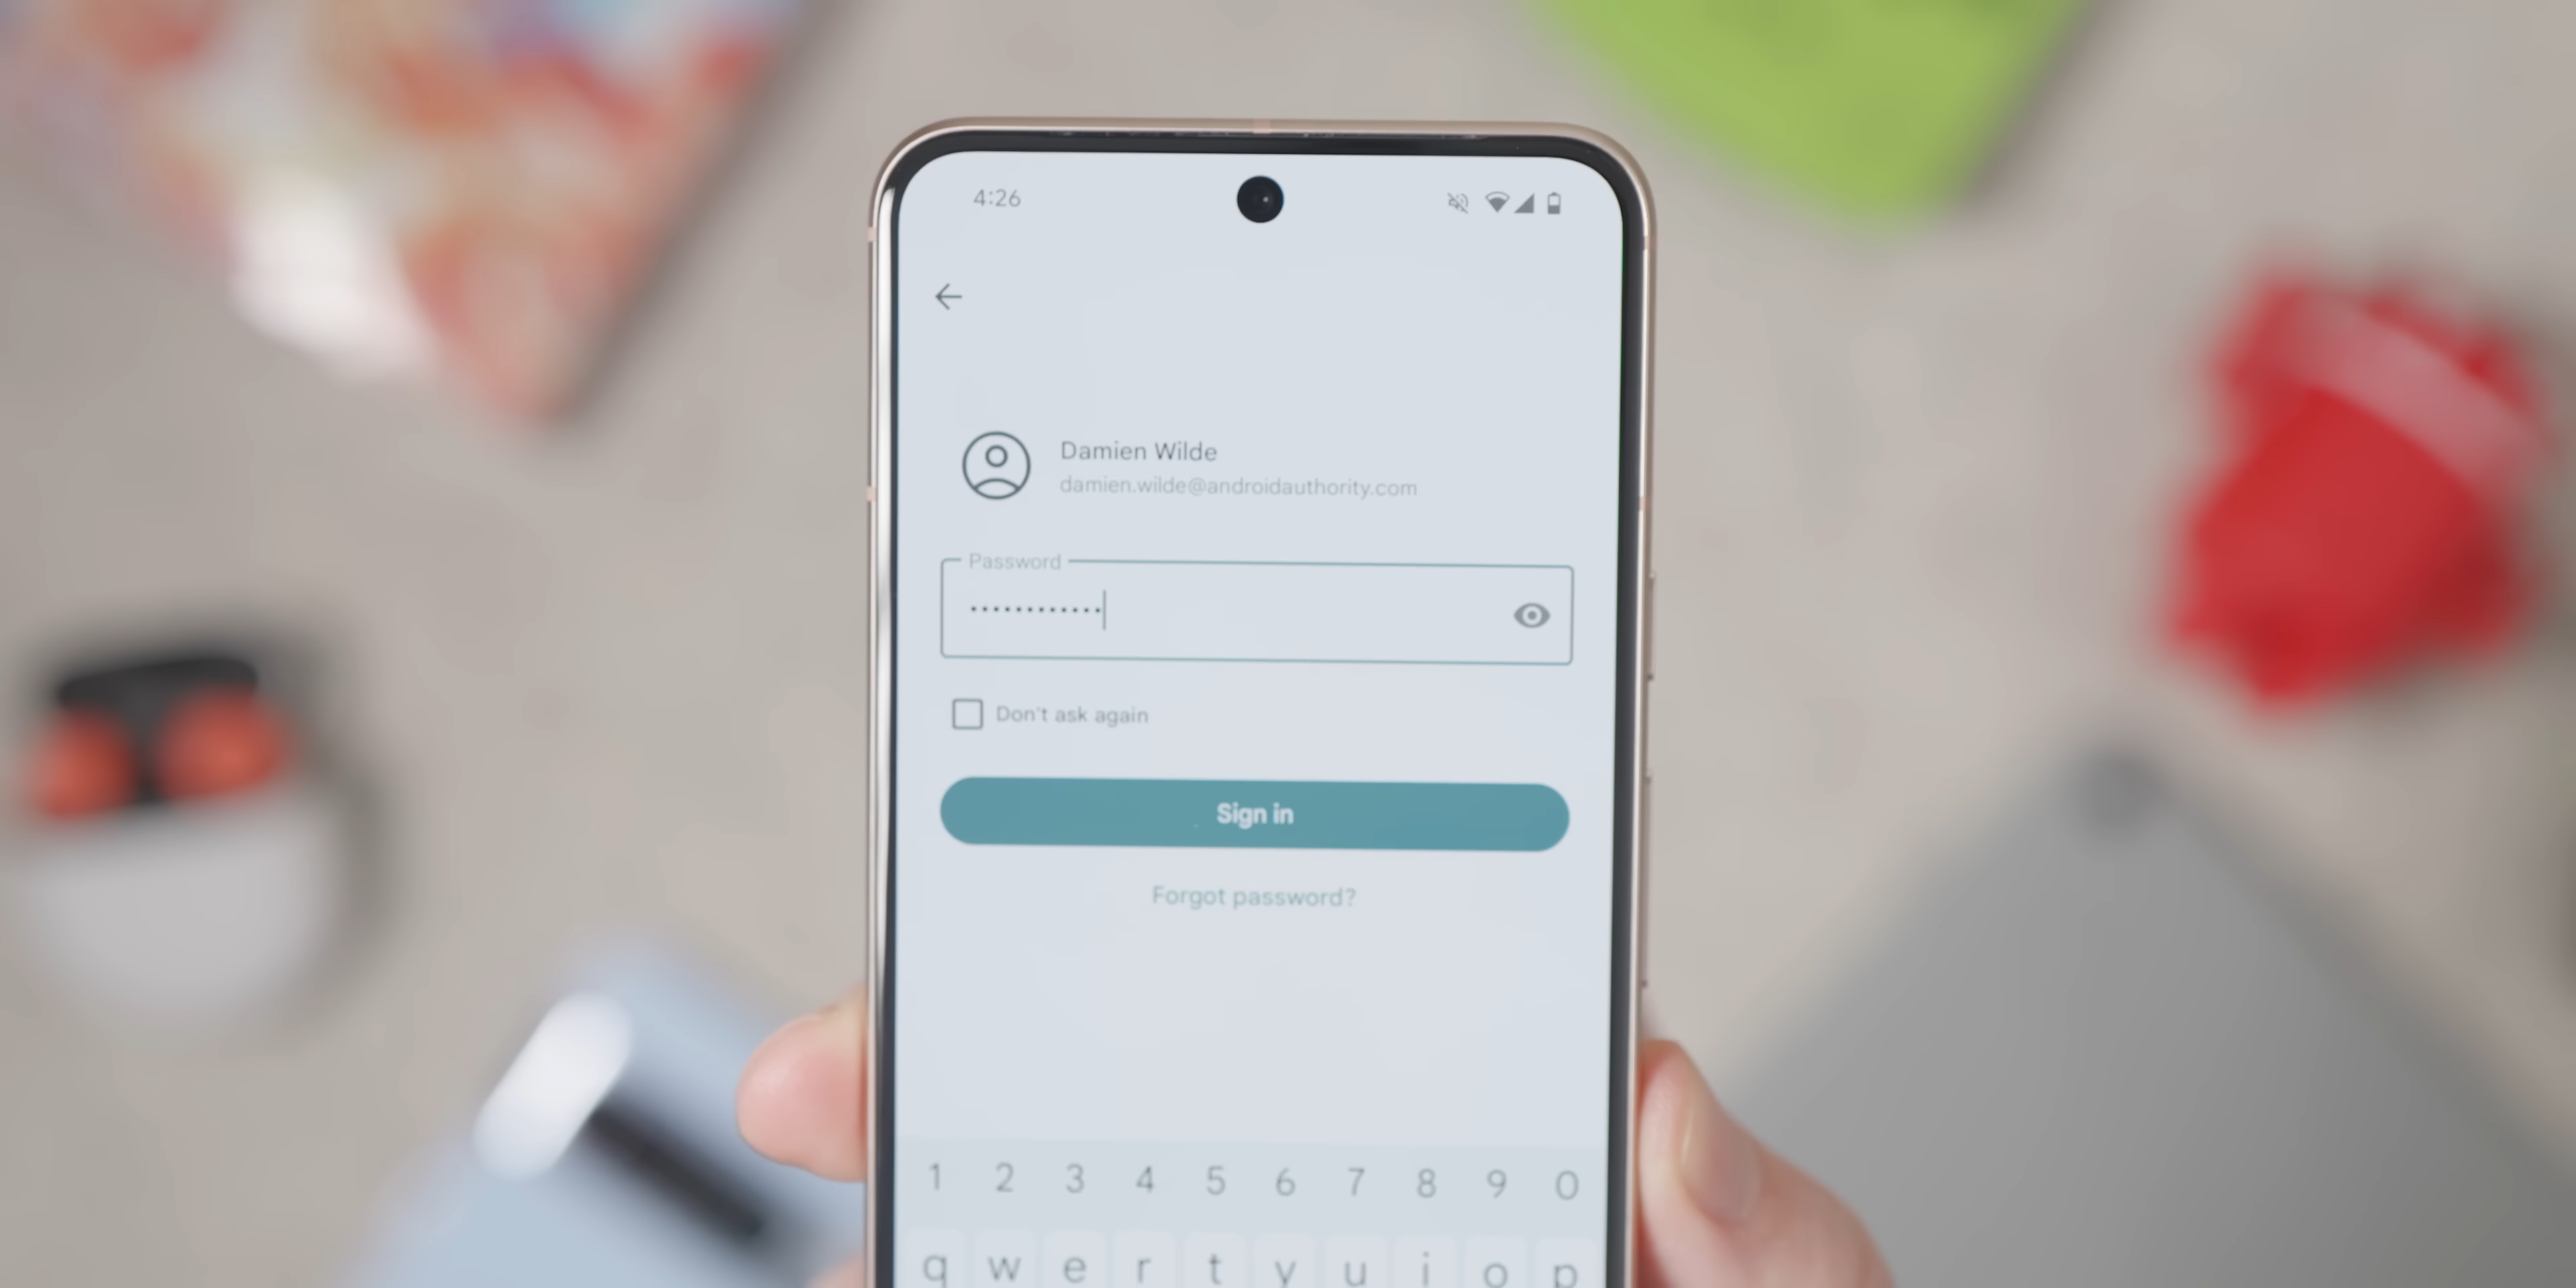 4:26
Damien Wilde
damien.wilde@androidauthority.com
Password
••••••••••••
Don't ask again
Sign in
Forgot password?
1 2 3 4 5 6 7 8 9 0
q w e r t y u i o p